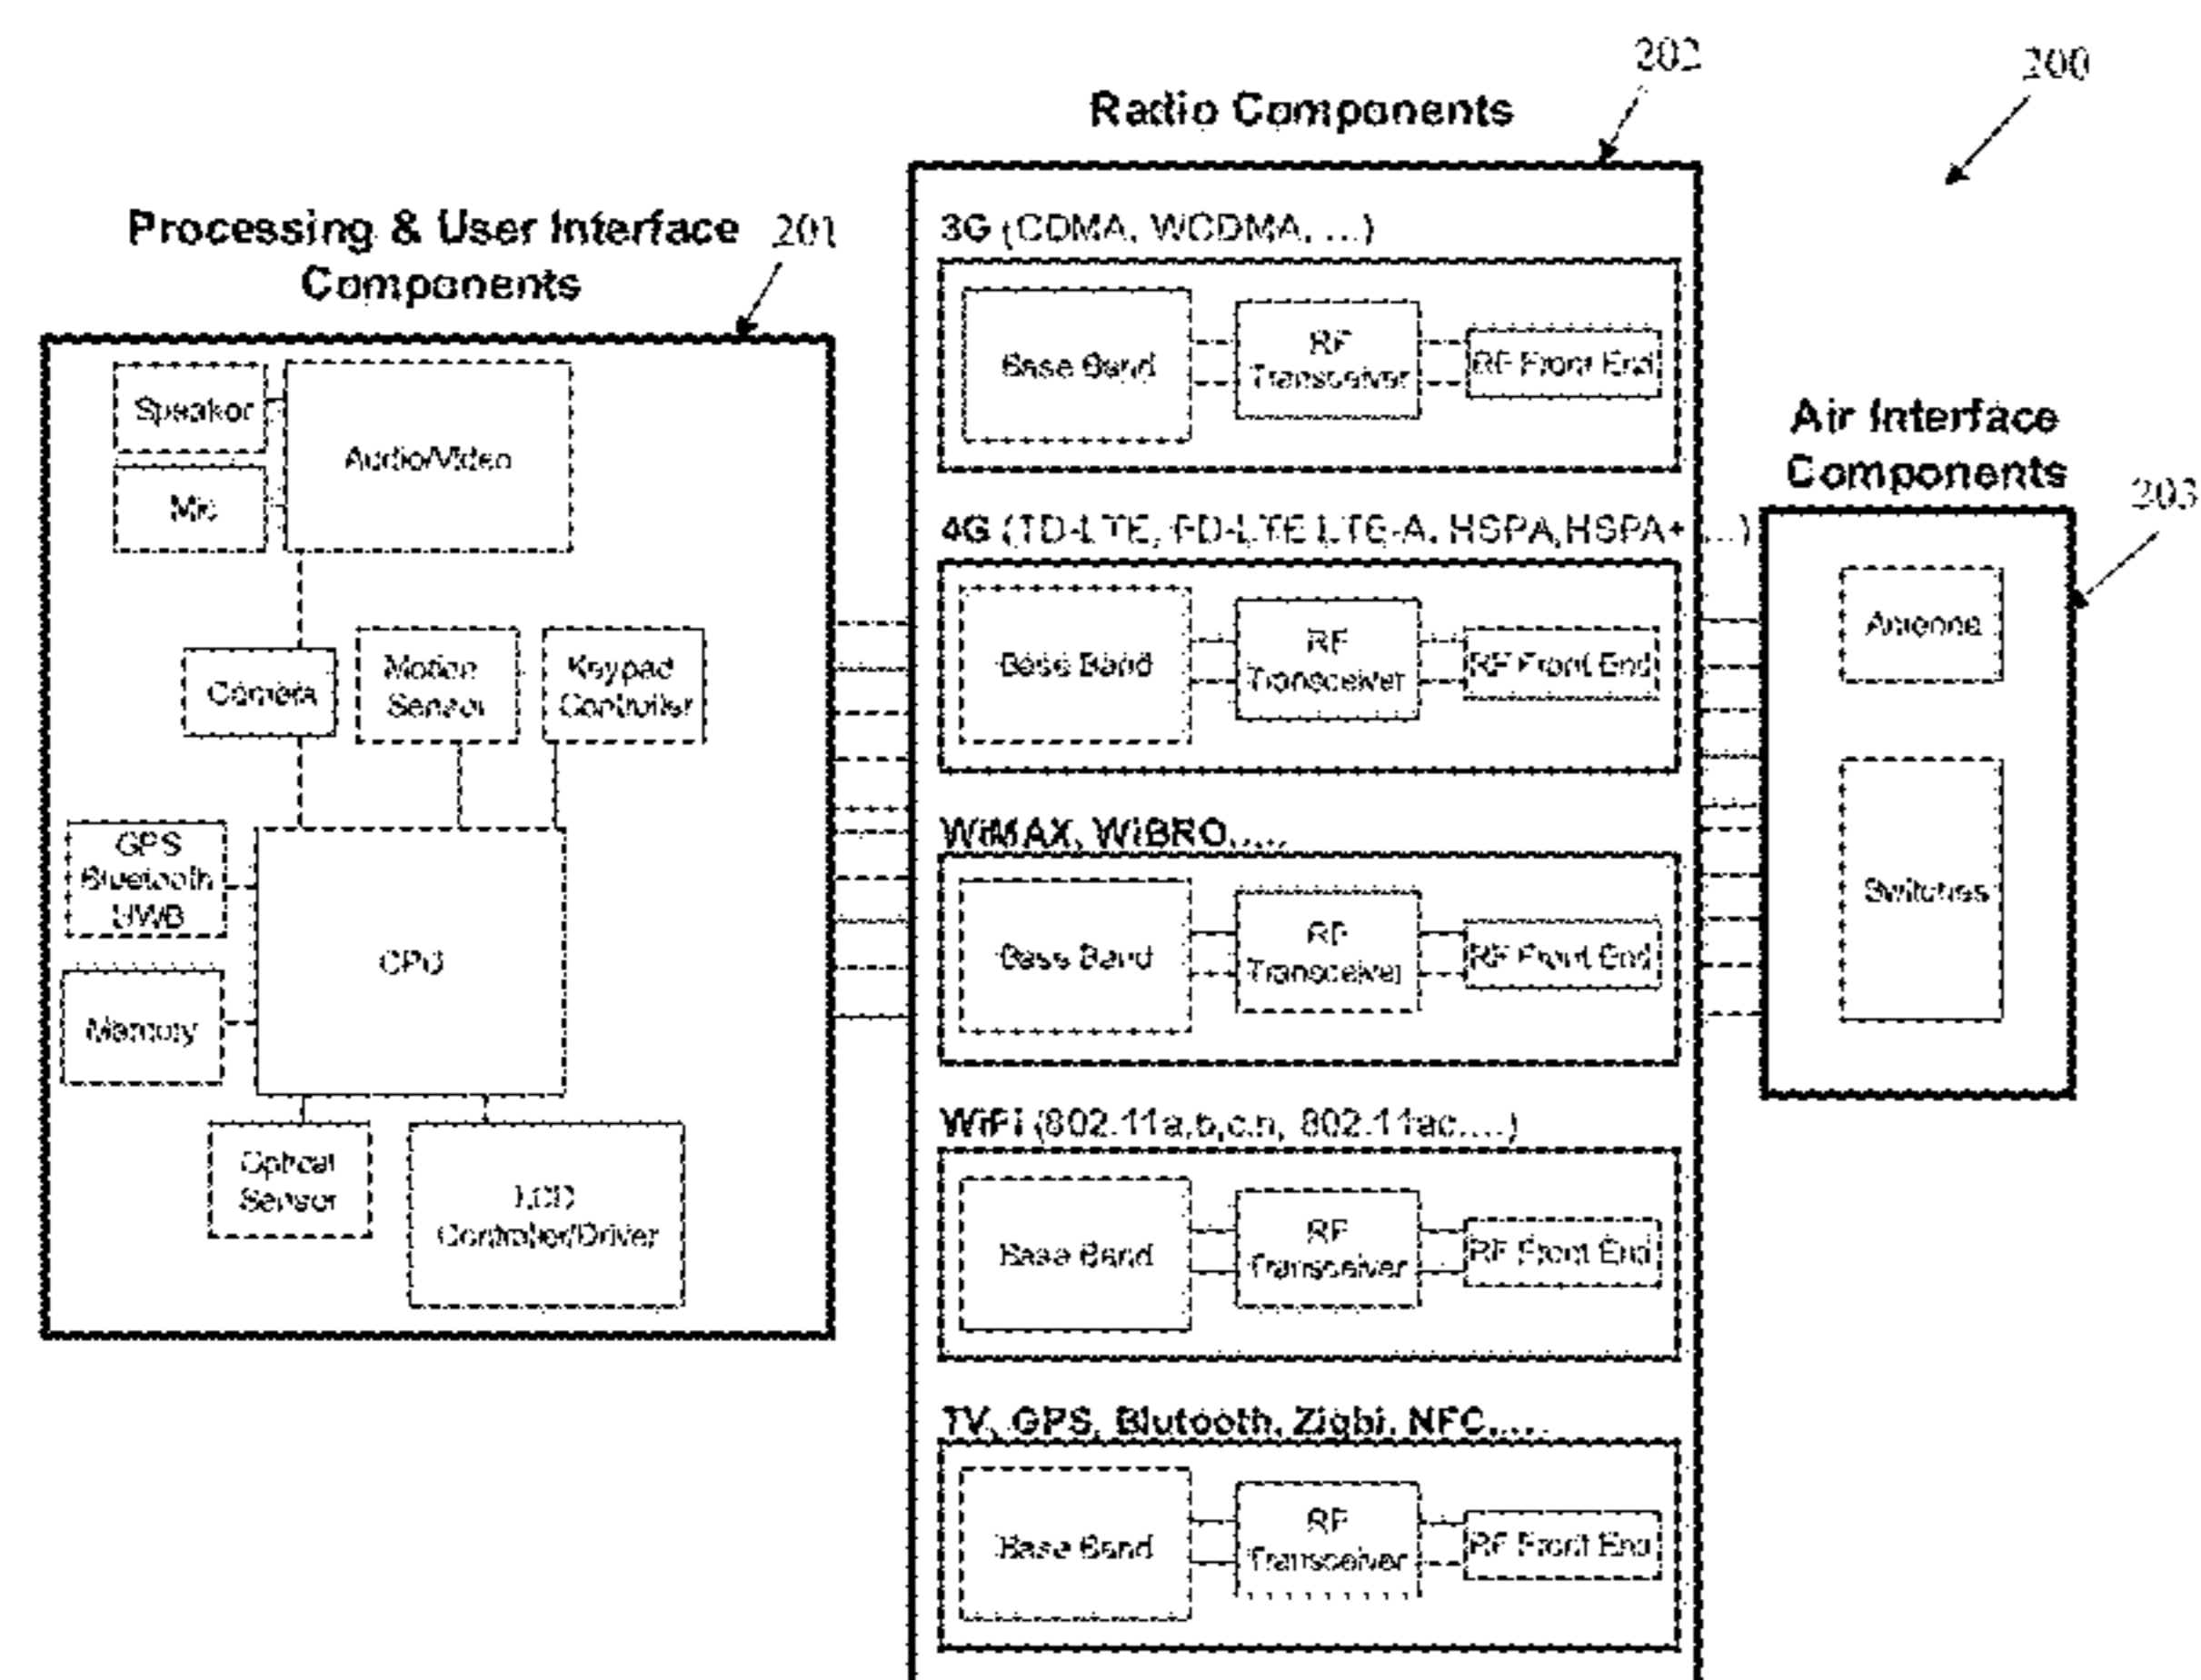 202
200
Radio Components
Processing & User Interface
Components
201
3G (CDMA, WCDMA, ...)
Base Band
RF
Transceiver
RF Front End
Speaker
Audio/Video
Mic
Air Interface
Components
203
4G (TD-LTE, FD-LTE LTE-A, HSPA,HSPA+ ...)
Base Band
RF
Transceiver
RF Front End
Antenna
Camera
Motion
Sensor
Keypad
Controller
WiMAX, WiBRO,....
Base Band
RF
Transceiver
RF Front End
Switches
GPS
Bluetooth
UWB
CPU
Memory
WiFi (802.11a,b,c,n, 802.11ac....)
Base Band
RF
Transceiver
RF Front End
Optical
Sensor
LCD
Controller/Driver
TV, GPS, Blutooth, Zigbi, NFC,....
Base Band
RF
Transceiver
RF Front End